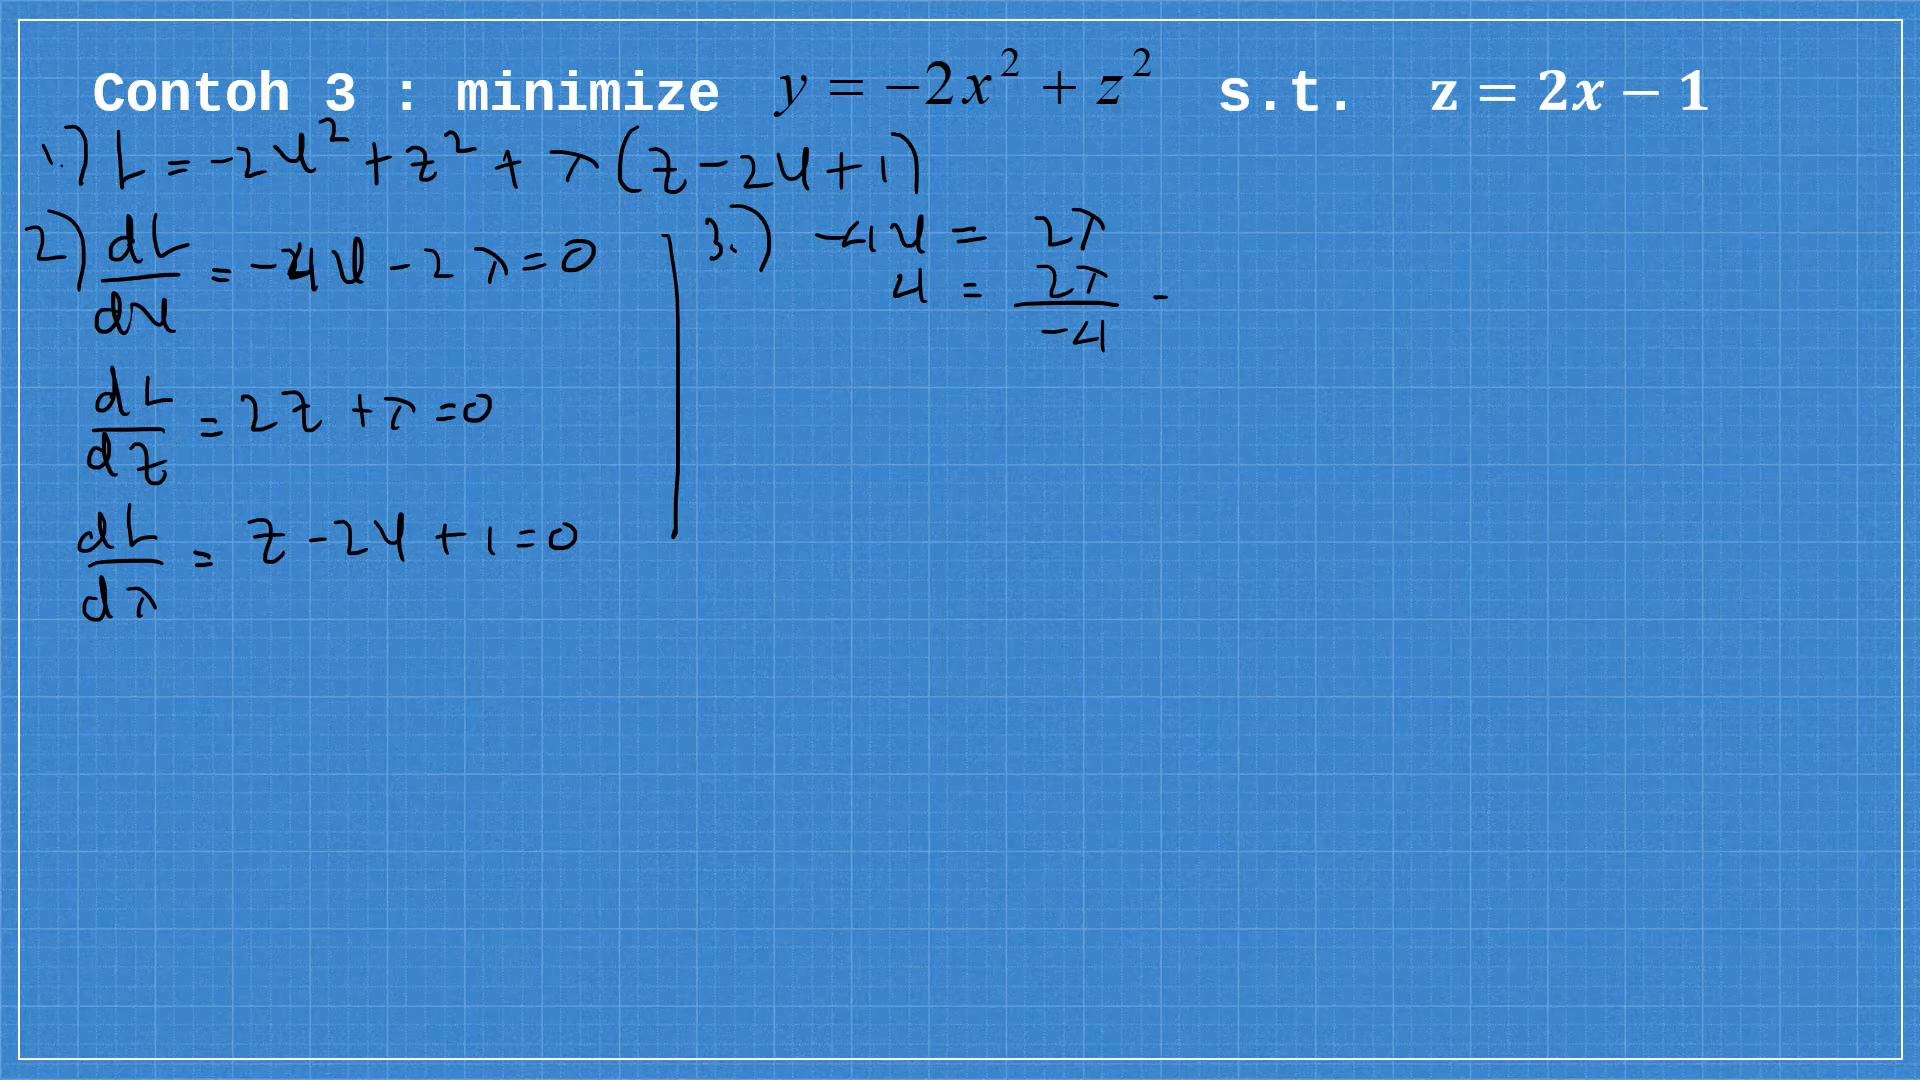 Contoh 3 : minimize y = −2x² + z² s.t. z = 2x − 1
1.) L = -2x² + z² + λ (z - 2x + 1)
2) dL/dx = -4x - 2λ = 0
dL/dz = 2z + λ = 0
dL/dλ = z - 2x + 1 = 0
3.) -4x = 2λ
x = 2λ/-4 -